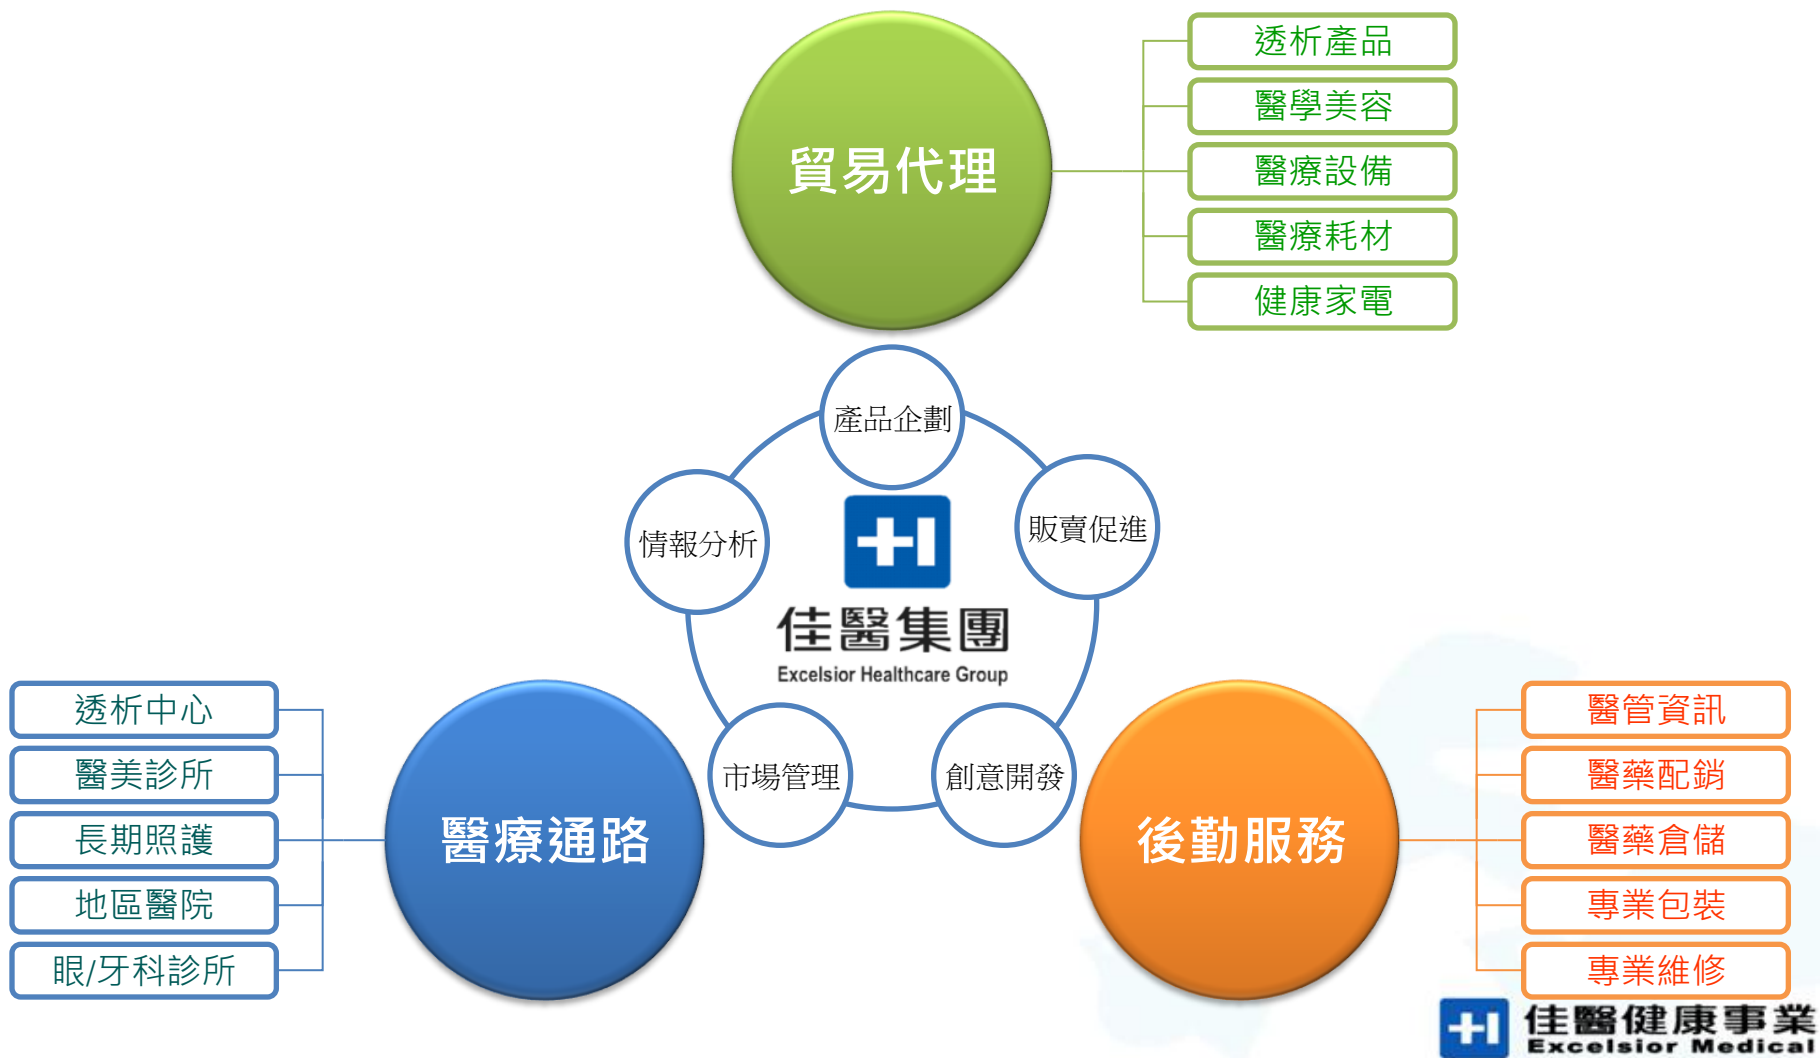 貿易代理
透析產品
醫學美容
醫療設備
醫療耗材
健康家電
產品企劃
情報分析
販賣促進
佳醫集團
Excelsior Healthcare Group
市場管理
創意開發
醫療通路
透析中心
醫美診所
長期照護
地區醫院
眼/牙科診所
後勤服務
醫管資訊
醫藥配銷
醫藥倉儲
專業包裝
專業維修
佳醫健康事業
Excelsior Medical